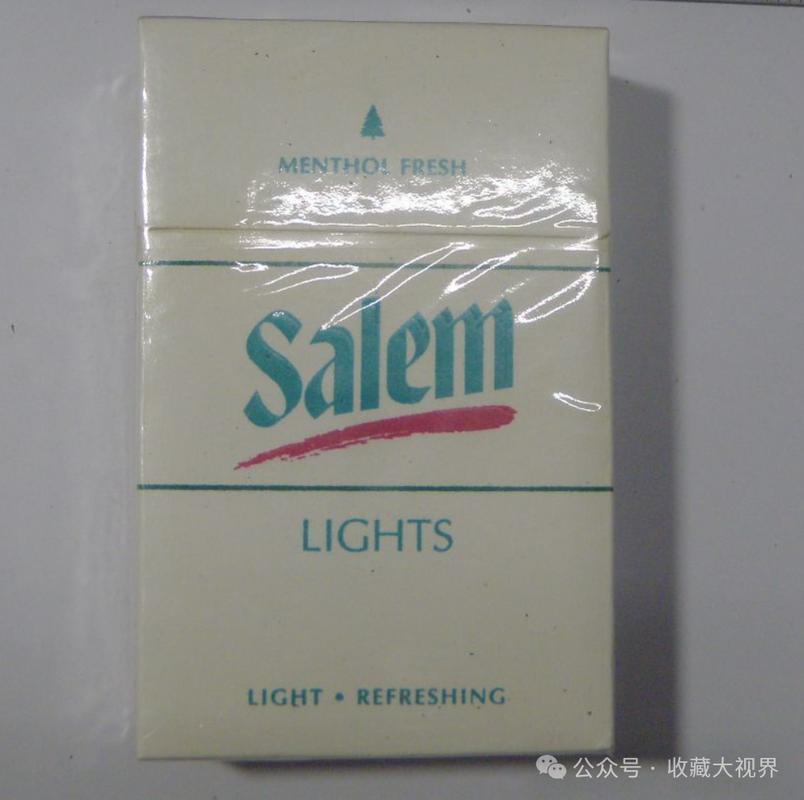 MENTHOL FRESH
Salem
LIGHTS
LIGHT • REFRESHING
公众号 · 收藏大视界